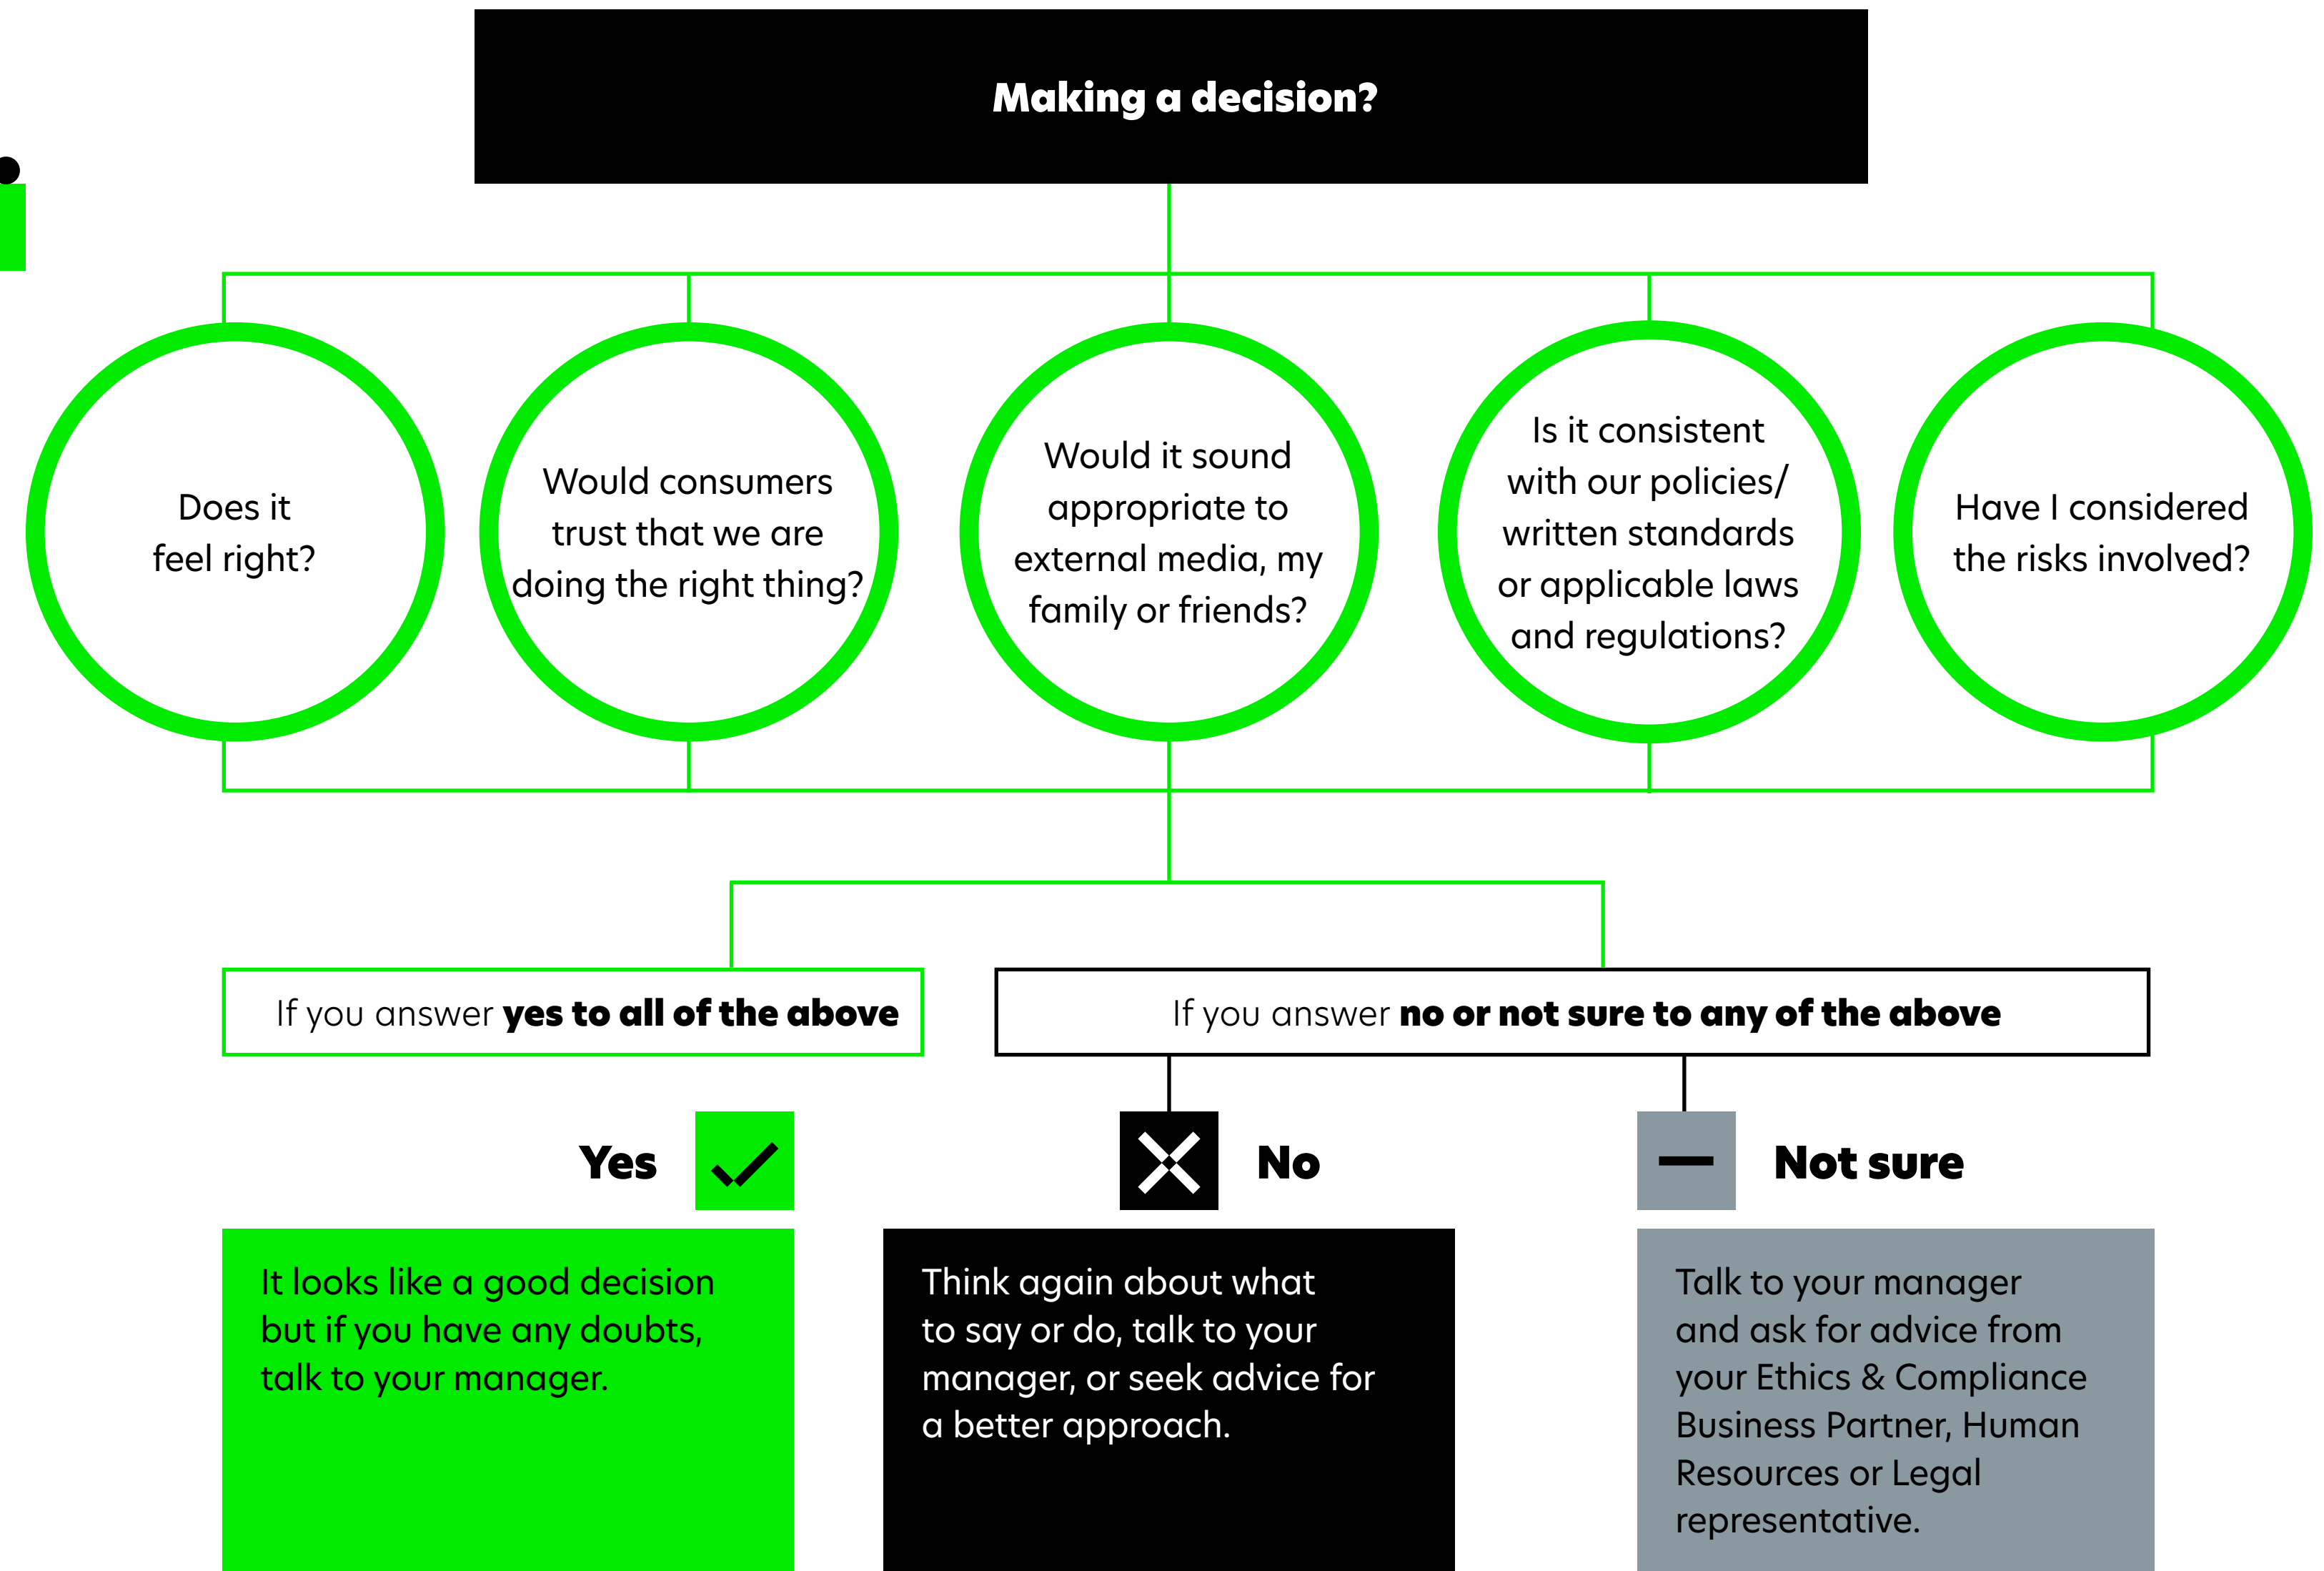 Making a decision?
Does it
feel right?
Would consumers
trust that we are
doing the right thing?
Would it sound
appropriate to
external media, my
family or friends?
Is it consistent
with our policies/
written standards
or applicable laws
and regulations?
Have I considered
the risks involved?
If you answer yes to all of the above
If you answer no or not sure to any of the above
Yes
No
Not sure
It looks like a good decision
but if you have any doubts,
talk to your manager.
Think again about what
to say or do, talk to your
manager, or seek advice for
a better approach.
Talk to your manager
and ask for advice from
your Ethics & Compliance
Business Partner, Human
Resources or Legal
representative.